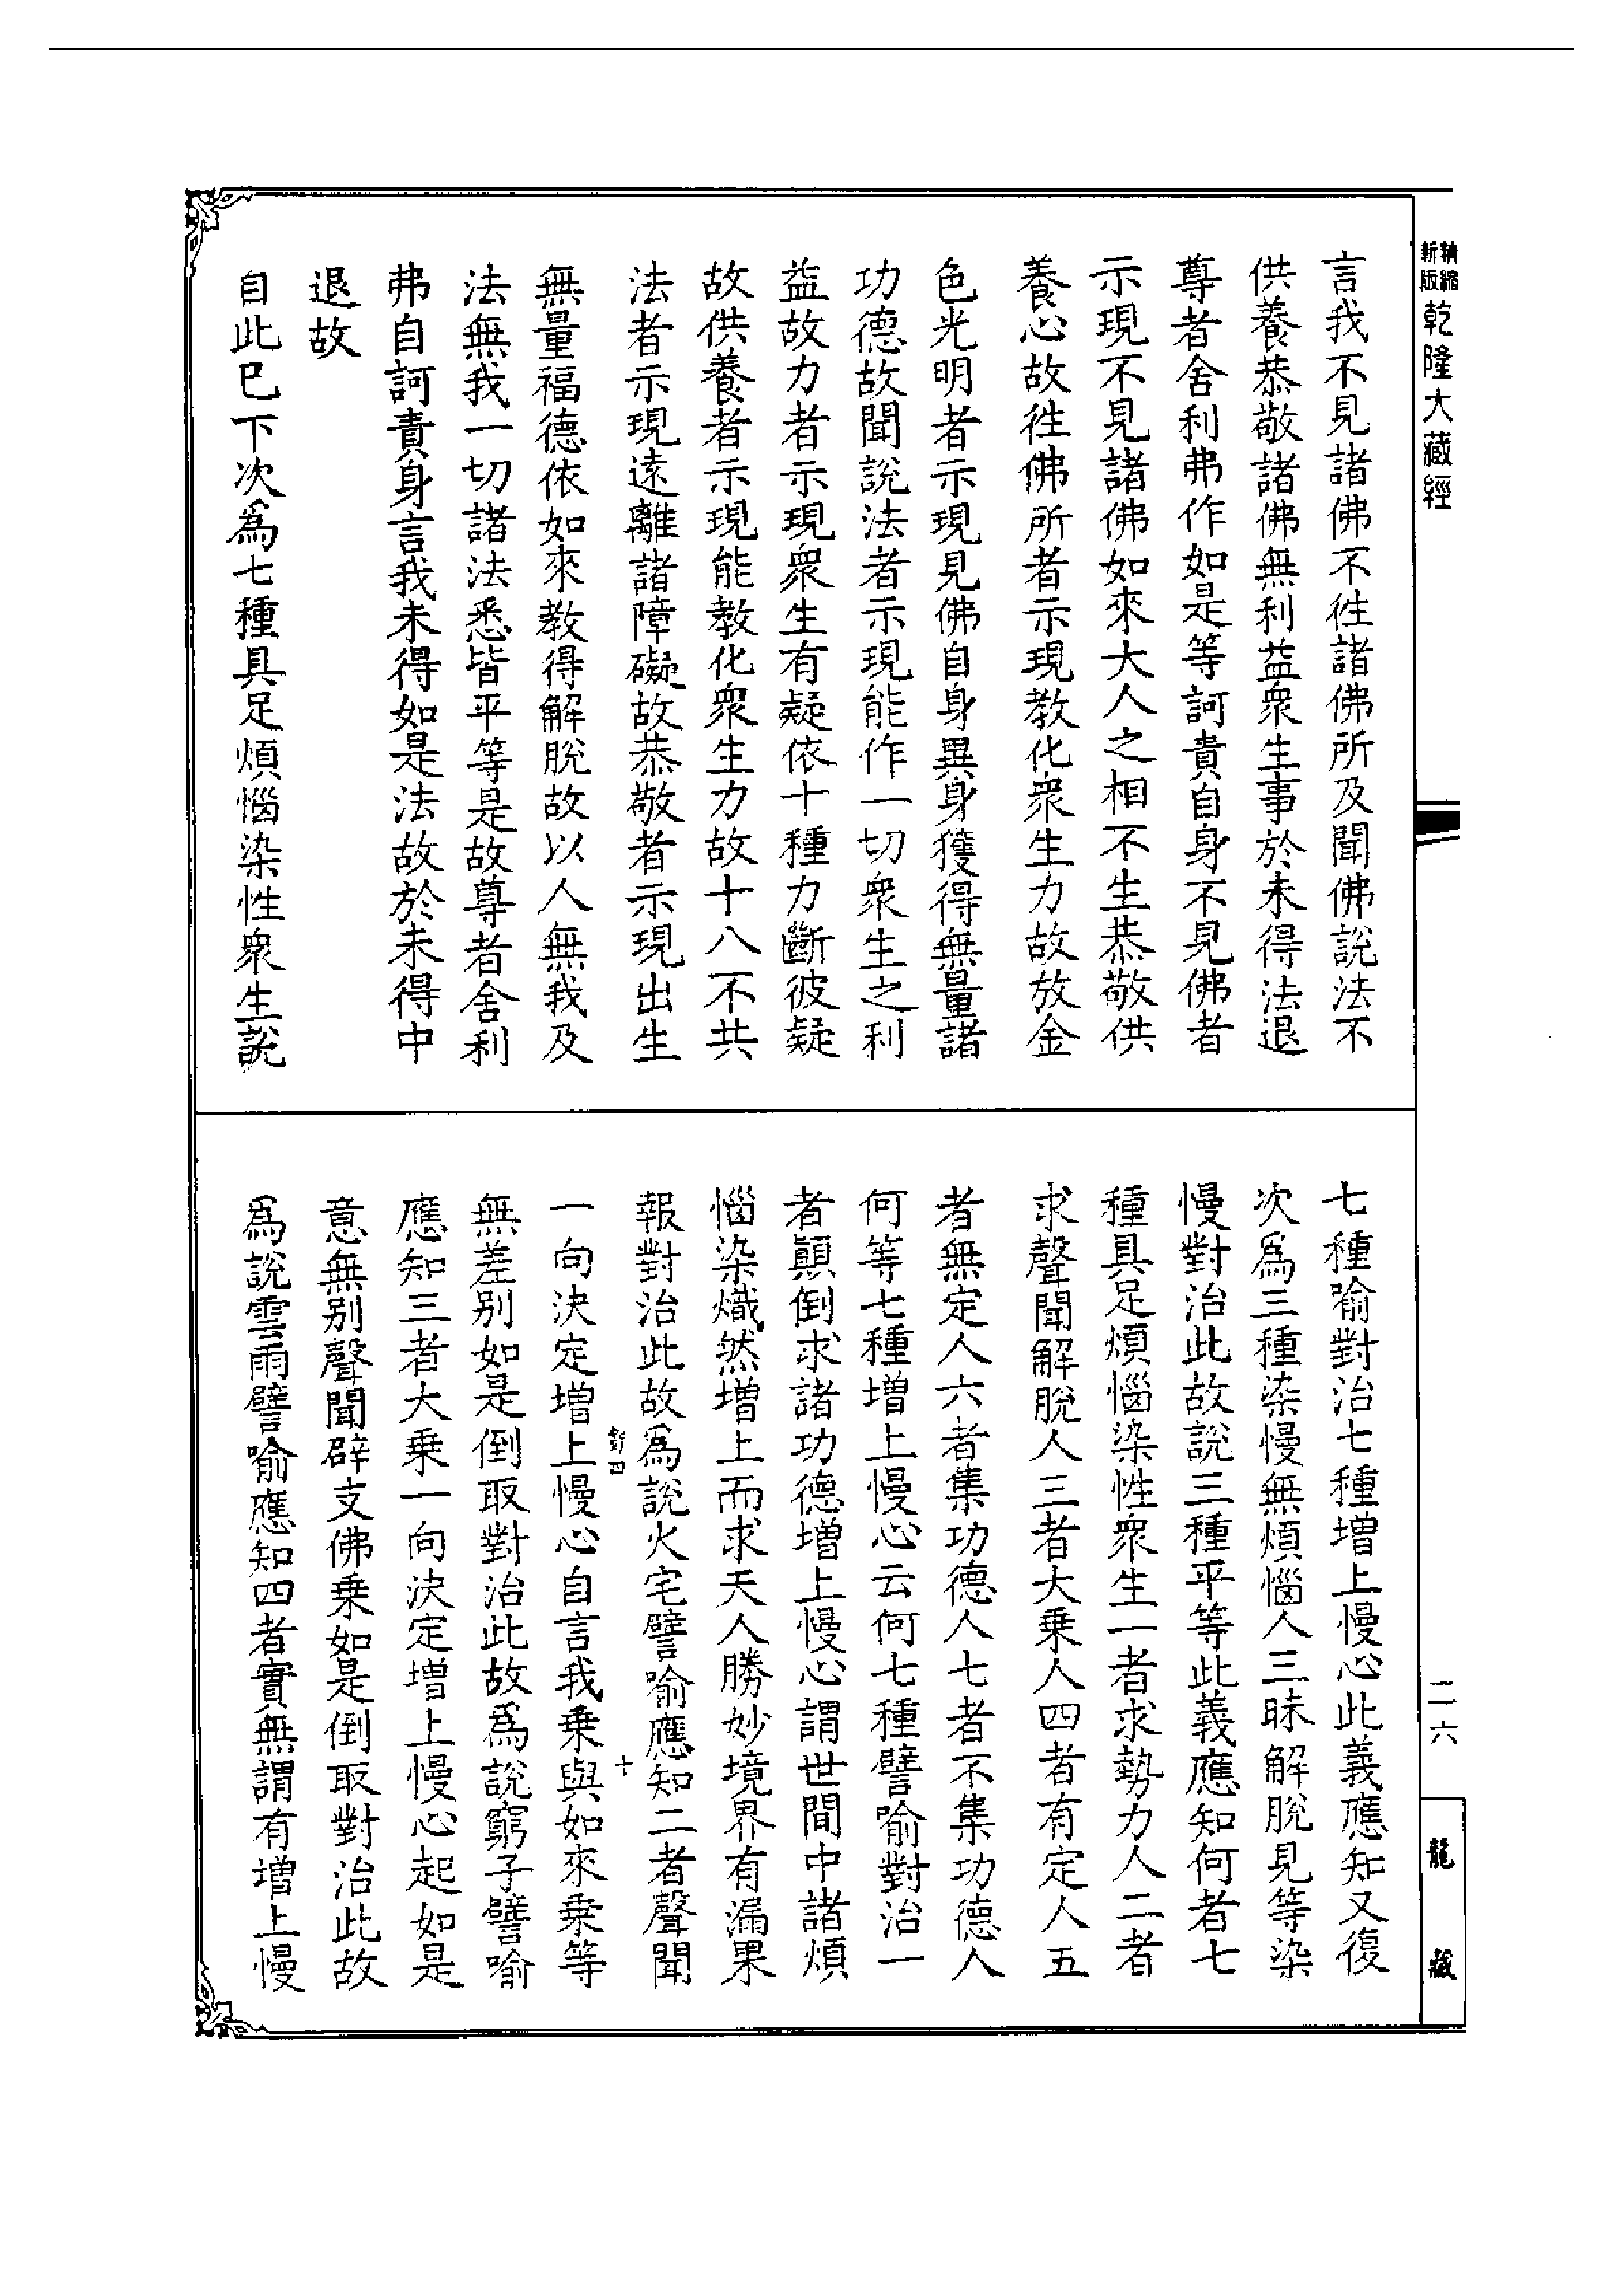 精縮
新版
乾隆大藏經
言我不見諸佛不徃諸佛所及聞佛說法不
供養恭敬諸佛無利益衆生事於未得法退
尊者舍利弗作如是等訶責自身不見佛者
示現不見諸佛如來大人之相不生恭敬供
養心故徃佛所者示現教化衆生力故放金
色光明者示現見佛自身異身獲得無量諸
功德故聞說法者示現能作一切衆生之利
益故力者示現衆生有疑依十種力斷彼疑
故供養者示現能教化衆生力故十八不共
法者示現遠離諸障礙故恭敬者示現出生
無量福德依如來教得解脫故以人無我及
法無我一切諸法悉皆平等是故尊者舍利
弗自訶責身言我未得如是法故於未得中
退故
自此已下次爲七種具足煩惱染性衆生說
七種喻對治七種增上慢心此義應知又復
次爲三種染慢無煩惱人三昧解脫見等染
慢對治此故說三種平等此義應知何者七
種具足煩惱染性衆生一者求勢力人二者
求聲聞解脫人三者大乗人四者有定人五
者無定人六者集功德人七者不集功德人
何等七種增上慢心云何七種譬喻對治一
者顛倒求諸功德增上慢心謂世間中諸煩
惱染熾然增上而求天人勝妙境界有漏果
報對治此故爲說火宅譬喻應知二者聲聞
一向決定增上慢心自言我乗與如來乗等
無差别如是倒取對治此故爲說窮子譬喻
應知三者大乗一向決定增上慢心起如是
意無别聲聞辟支佛乗如是倒取對治此故
爲說雲雨譬喻應知四者實無謂有增上慢
四
十
二六
龍藏